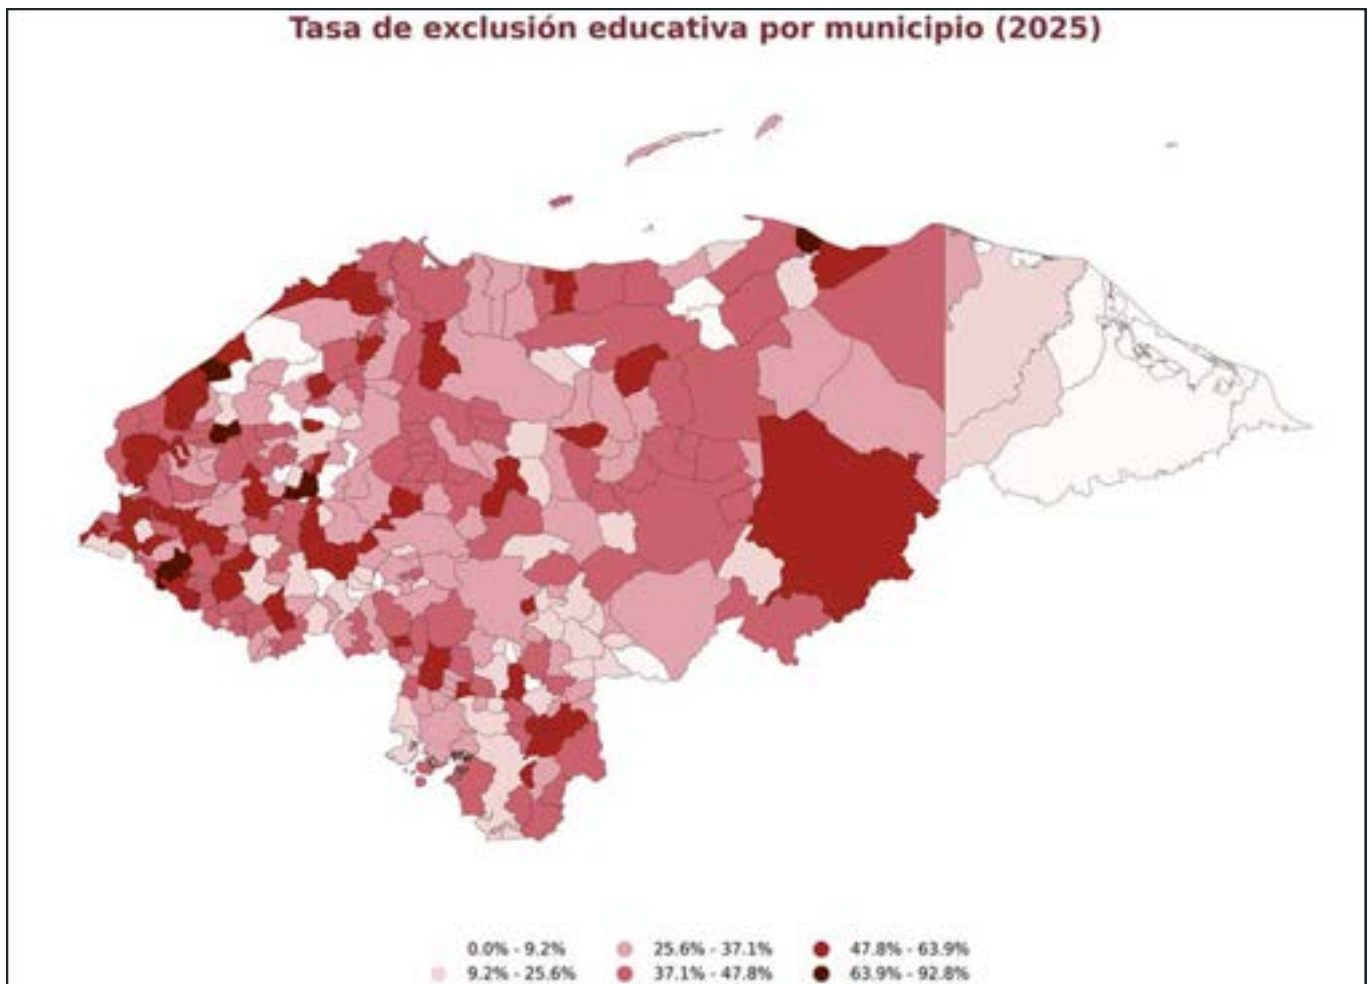 Tasa de exclusión educativa por municipio (2025)
0.0% - 9.2%
25.6% - 37.1%
47.8% - 63.9%
9.2% - 25.6%
37.1% - 47.8%
63.9% - 92.8%